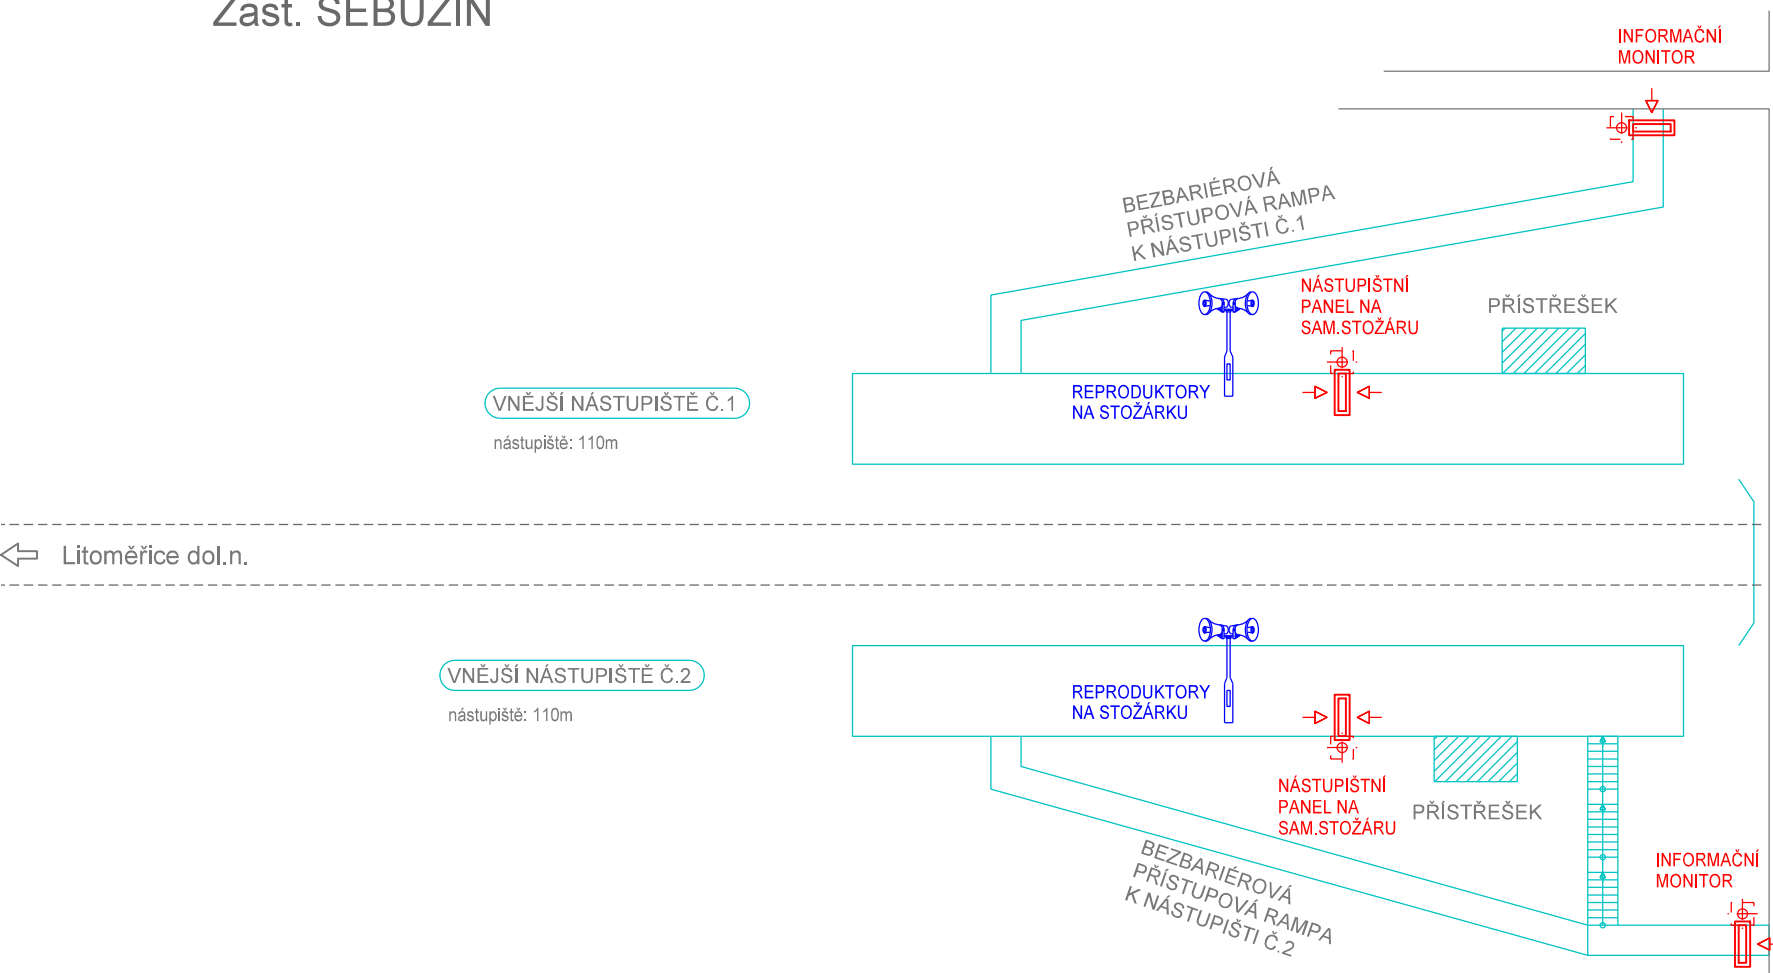 Zast. SEBUZÍN
INFORMAČNÍ
MONITOR
BEZBARIÉROVÁ
PŘÍSTUPOVÁ RAMPA
K NÁSTUPIŠTI Č.1
NÁSTUPIŠTNÍ
PANEL NA
SAM.STOŽÁRU
PŘÍSTŘEŠEK
REPRODUKTORY
NA STOŽÁRKU
VNĚJŠÍ NÁSTUPIŠTĚ Č.1
nástupiště: 110m
Litoměřice dol.n.
VNĚJŠÍ NÁSTUPIŠTĚ Č.2
nástupiště: 110m
REPRODUKTORY
NA STOŽÁRKU
NÁSTUPIŠTNÍ
PANEL NA
SAM.STOŽÁRU
PŘÍSTŘEŠEK
BEZBARIÉROVÁ
PŘÍSTUPOVÁ RAMPA
K NÁSTUPIŠTI Č.2
INFORMAČNÍ
MONITOR